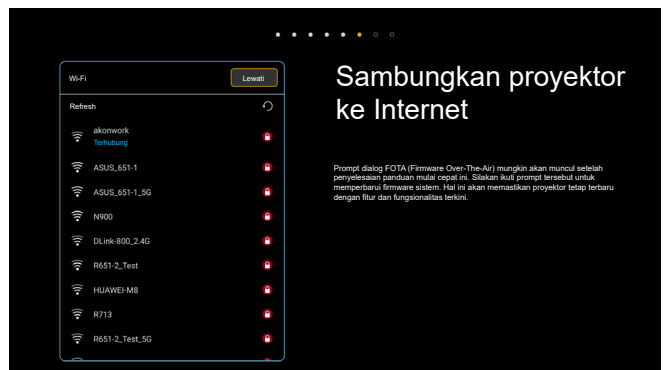 Wi-Fi
Lewati
Refresh
akonwork
Terhubung
ASUS_651-1
ASUS_651-1_5G
N900
DLink-800_2.4G
R651-2_Test
HUAWEI-M8
R713
R651-2_Test_5G
Sambungkan proyektor
ke Internet
Prompt dialog FOTA (Firmware Over-The-Air) mungkin akan muncul setelah
penyelesaian panduan mulai cepat ini. Silakan ikuti prompt tersebut untuk
memperbarui firmware sistem. Hal ini akan memastikan proyektor tetap terbaru
dengan fitur dan fungsionalitas terkini.